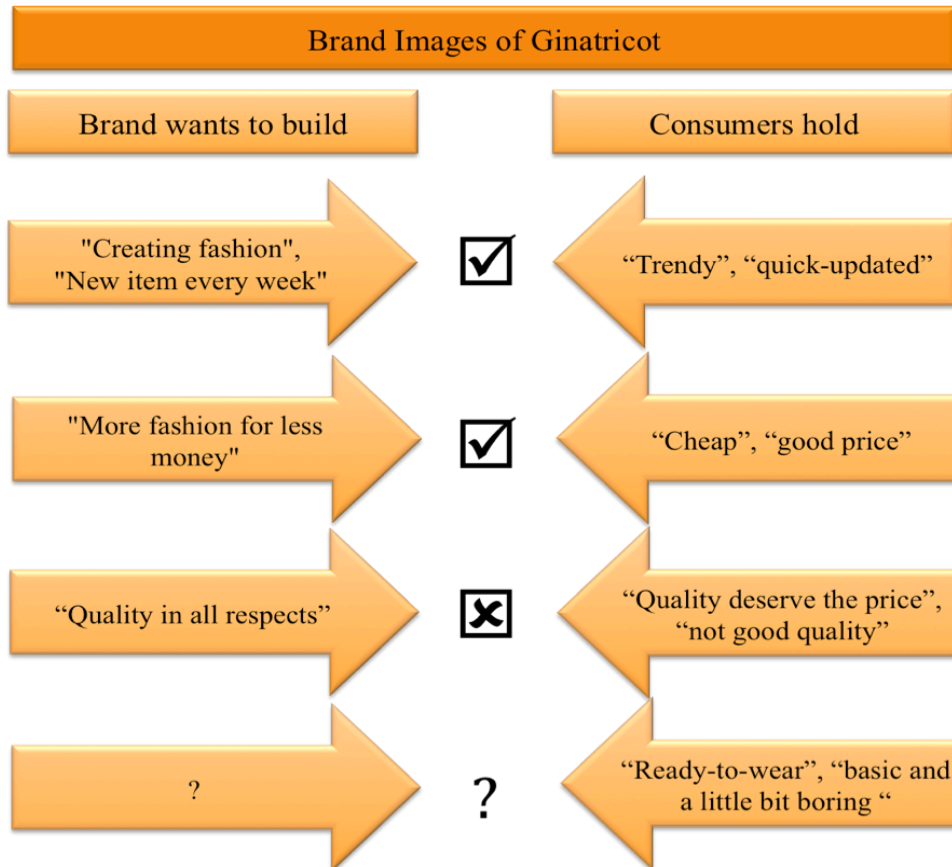 Brand Images of Ginatricot
Brand wants to build
Consumers hold
"Creating fashion",
"New item every week"
“Trendy”, “quick-updated”
"More fashion for less
money"
“Cheap”, “good price”
“Quality in all respects”
“Quality deserve the price”,
“not good quality”
?
?
“Ready-to-wear”, “basic and
a little bit boring “